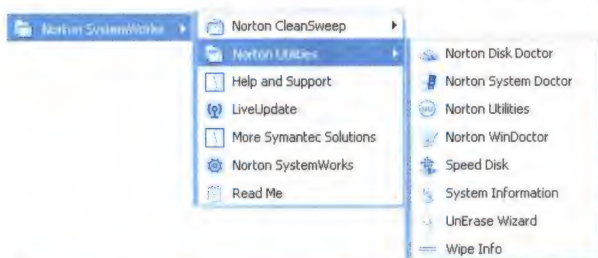 Norton SystemWorks
Norton CleanSweep
Norton Utilities
Help and Support
LiveUpdate
More Symantec Solutions
Norton SystemWorks
Read Me
Norton Disk Doctor
Norton System Doctor
Norton Utilities
Norton WinDoctor
Speed Disk
System Information
UnErase Wizard
Wipe Info